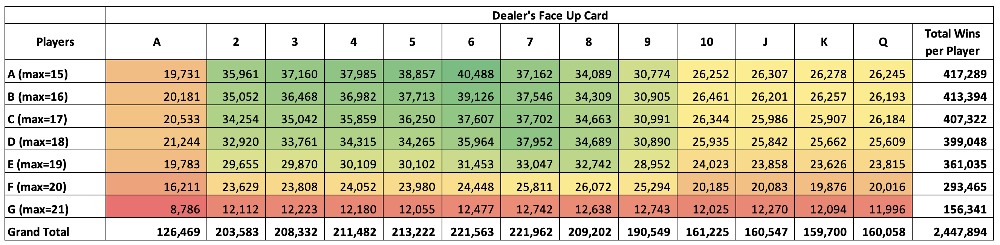 Dealer's Face Up Card
Players A 2 3 4 5 6 7 8 9 10 J K Q Total Wins per Player
A (max=15) 19,731 35,961 37,160 37,985 38,857 40,488 37,162 34,089 30,774 26,252 26,307 26,278 26,245 417,289
B (max=16) 20,181 35,052 36,468 36,982 37,713 39,126 37,546 34,309 30,905 26,461 26,201 26,257 26,193 413,394
C (max=17) 20,533 34,254 35,042 35,859 36,250 37,607 37,702 34,663 30,991 26,344 25,986 25,907 26,184 407,322
D (max=18) 21,244 32,920 33,761 34,315 34,265 35,964 37,952 34,689 30,890 25,935 25,842 25,662 25,609 399,048
E (max=19) 19,783 29,655 29,870 30,109 30,102 31,453 33,047 32,742 28,952 24,023 23,858 23,626 23,815 361,035
F (max=20) 16,211 23,629 23,808 24,052 23,980 24,448 25,811 26,072 25,294 20,185 20,083 19,876 20,016 293,465
G (max=21) 8,786 12,112 12,223 12,180 12,055 12,477 12,742 12,638 12,743 12,025 12,270 12,094 11,996 156,341
Grand Total 126,469 203,583 208,332 211,482 213,222 221,563 221,962 209,202 190,549 161,225 160,547 159,700 160,058 2,447,894